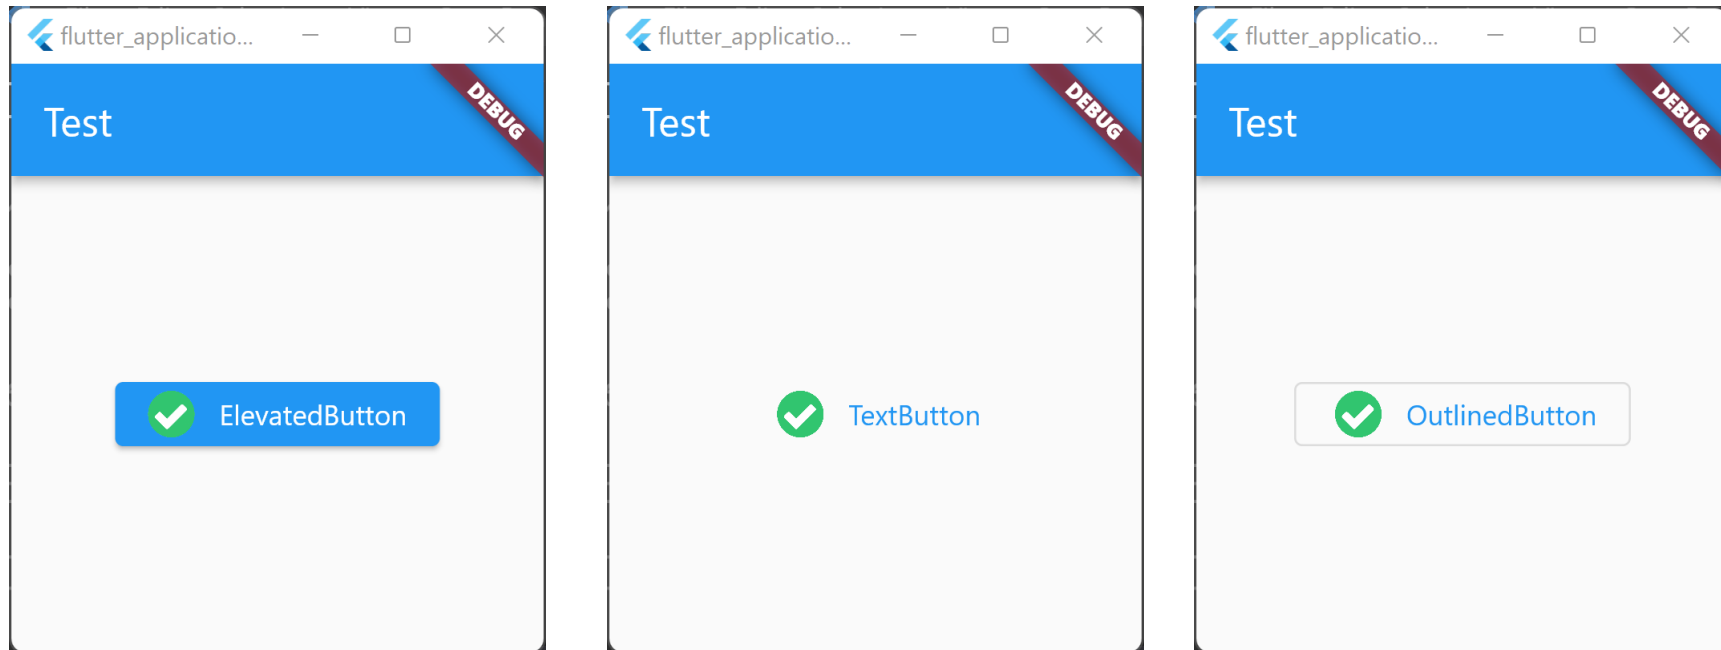 flutter_applicatio...
DEBUG
Test
ElevatedButton
flutter_applicatio...
DEBUG
Test
TextButton
flutter_applicatio...
DEBUG
Test
OutlinedButton